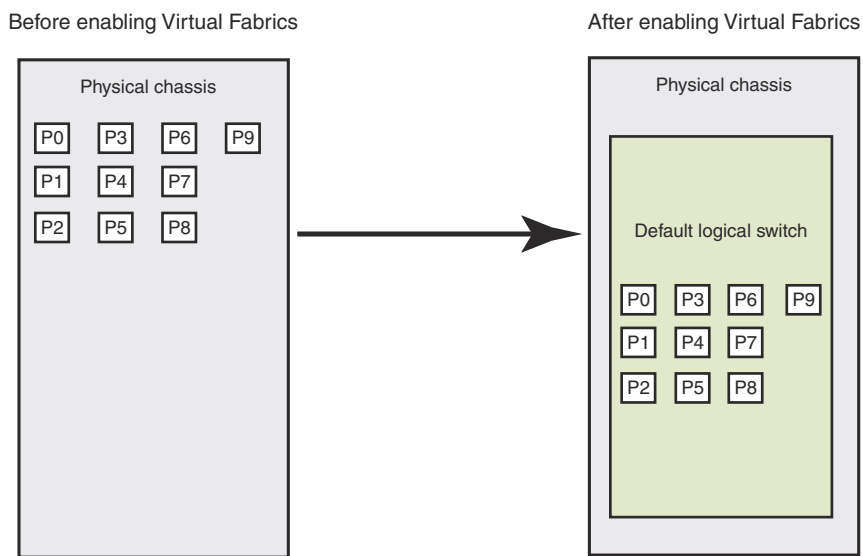 Before enabling Virtual Fabrics
Physical chassis
P0 P3 P6 P9
P1 P4 P7
P2 P5 P8
After enabling Virtual Fabrics
Physical chassis
Default logical switch
P0 P3 P6 P9
P1 P4 P7
P2 P5 P8